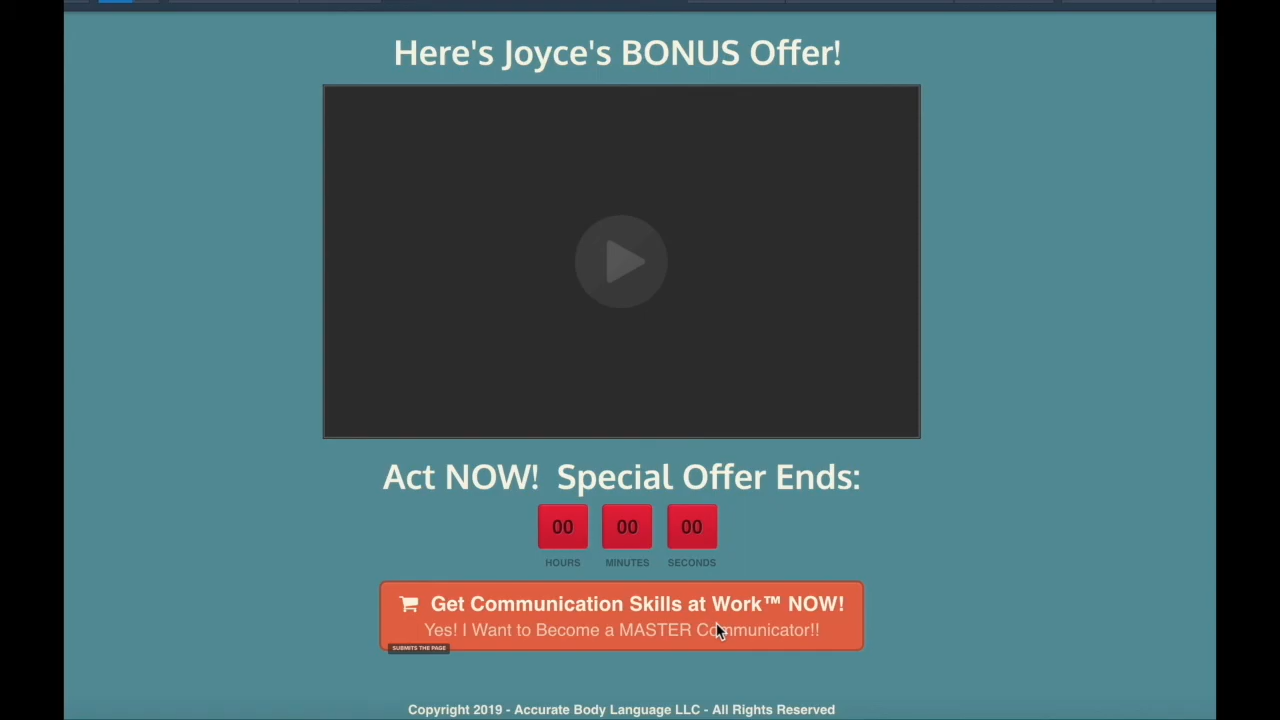 Here's Joyce's BONUS Offer!
Act NOW! Special Offer Ends:
00 00 00
HOURS MINUTES SECONDS
Get Communication Skills at Work™ NOW!
Yes! I Want to Become a MASTER Communicator!!
SUBMITS THE PAGE
Copyright 2019 - Accurate Body Language LLC - All Rights Reserved